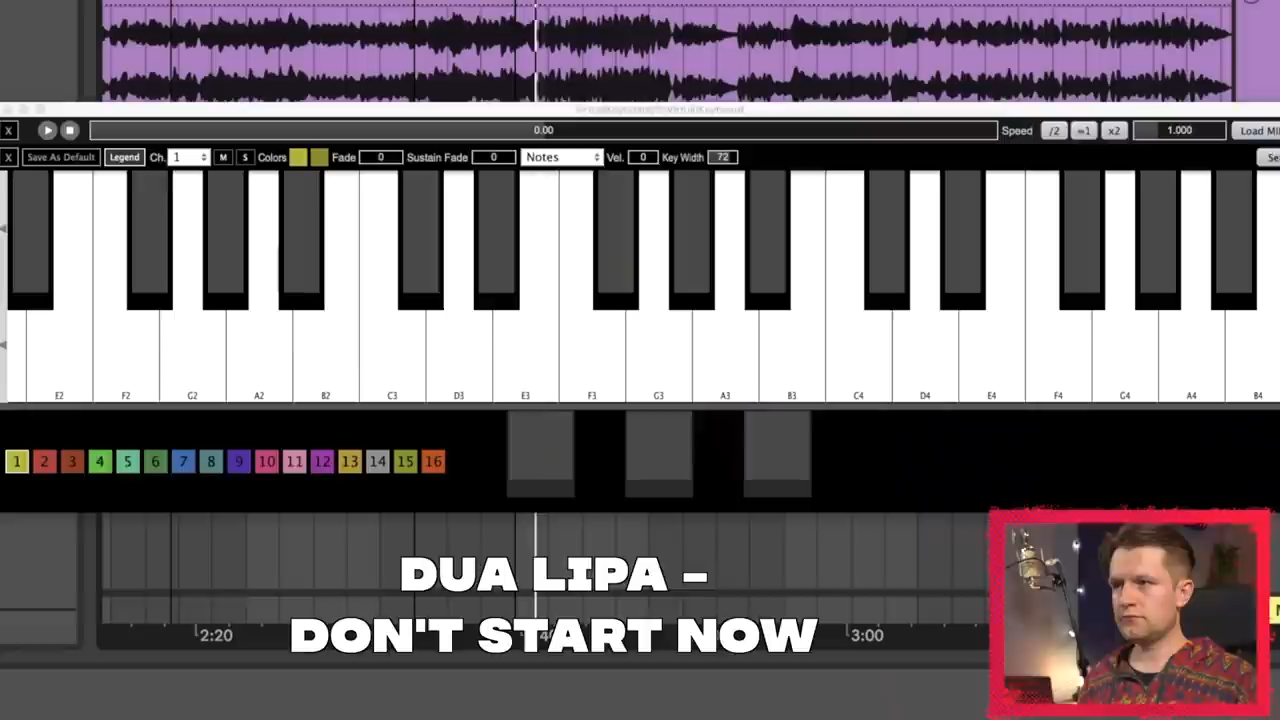 X 0.00 Speed /2 =1 x2 1.000 Load MI
X Save As Default Legend Ch. 1 M S Colors Fade 0 Sustain Fade 0 Notes Vel. 0 Key Width 72 Se
E2 F2 G2 A2 B2 C3 D3 E3 F3 G3 A3 B3 C4 D4 E4 F4 G4 A4 B4
1 2 3 4 5 6 7 8 9 10 11 12 13 14 15 16
DUA LIPA –
DON'T START NOW
2:20 3:00